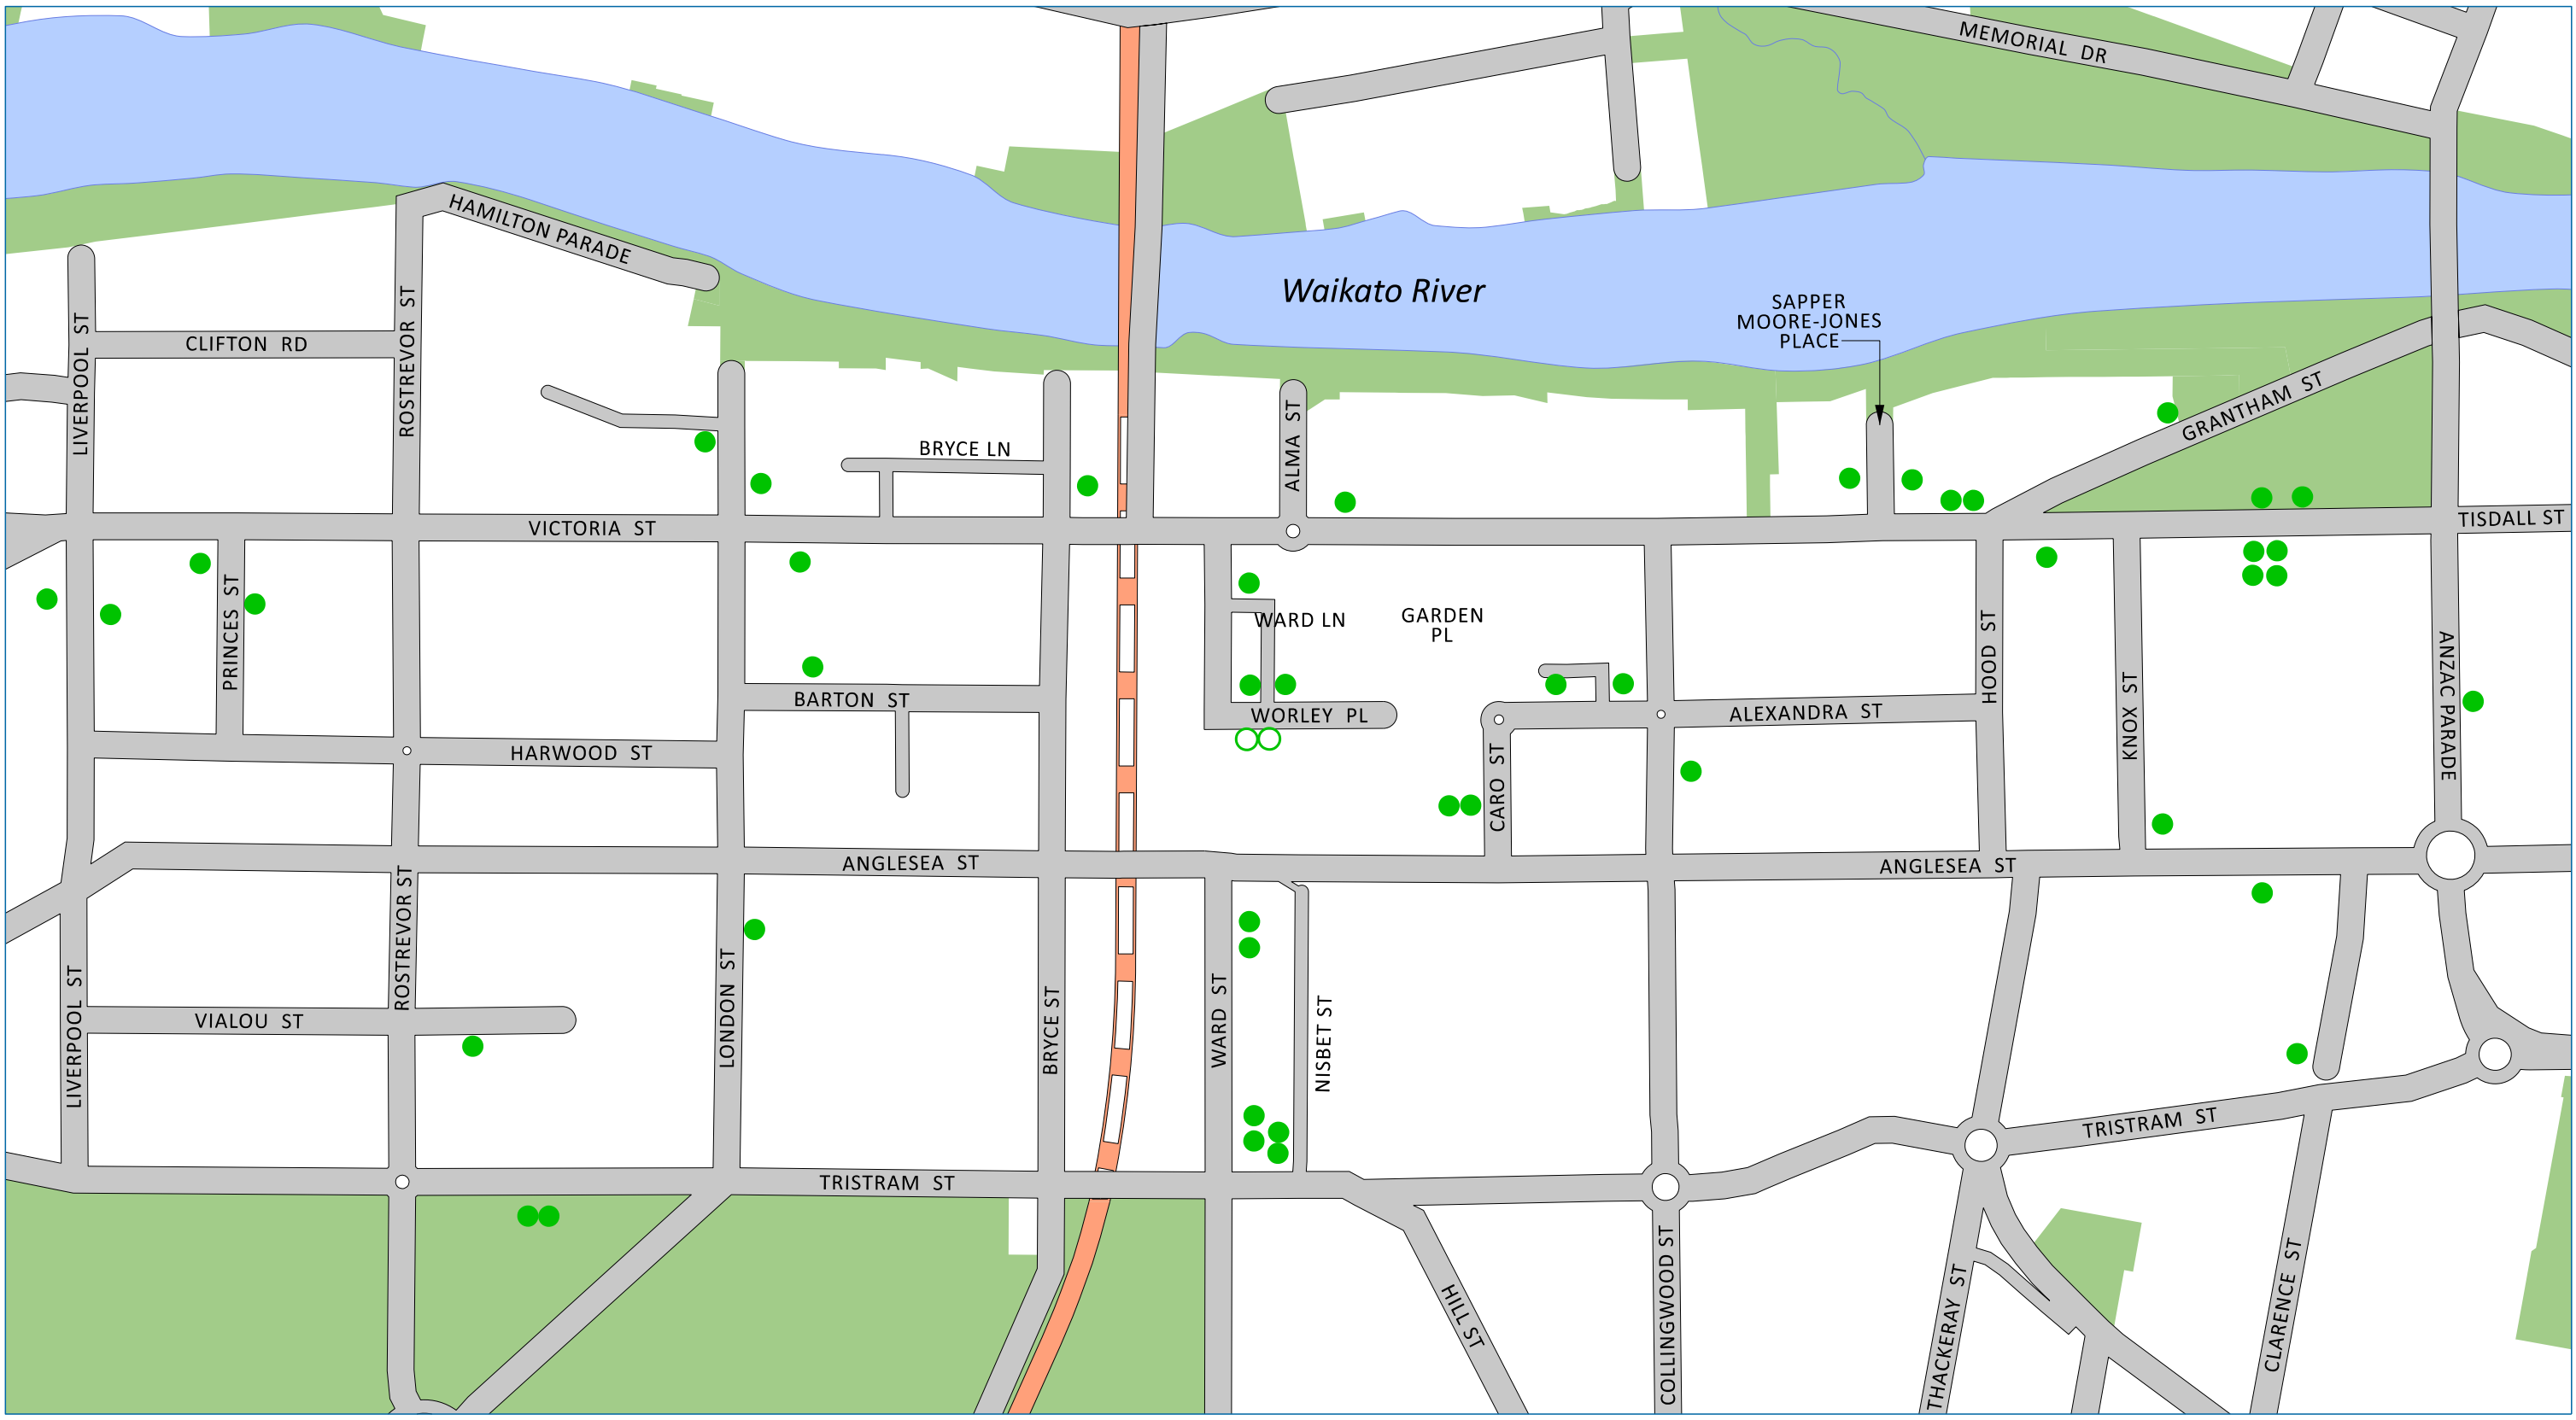 MEMORIAL DR
HAMILTON PARADE
Waikato River
SAPPER
MOORE-JONES
PLACE
LIVERPOOL ST
CLIFTON RD
ROSTREVOR ST
BRYCE LN
ALMA ST
GRANTHAM ST
VICTORIA ST
TISDALL ST
PRINCES ST
WARD LN
GARDEN
PL
HOOD ST
KNOX ST
ANZAC PARADE
BARTON ST
WORLEY PL
ALEXANDRA ST
HARWOOD ST
CARO ST
ANGLESEA ST
ANGLESEA ST
ROSTREVOR ST
LIVERPOOL ST
VIALOU ST
LONDON ST
BRYCE ST
WARD ST
NISBET ST
TRISTRAM ST
TRISTRAM ST
HILL ST
COLLINGWOOD ST
THACKERAY ST
CLARENCE ST